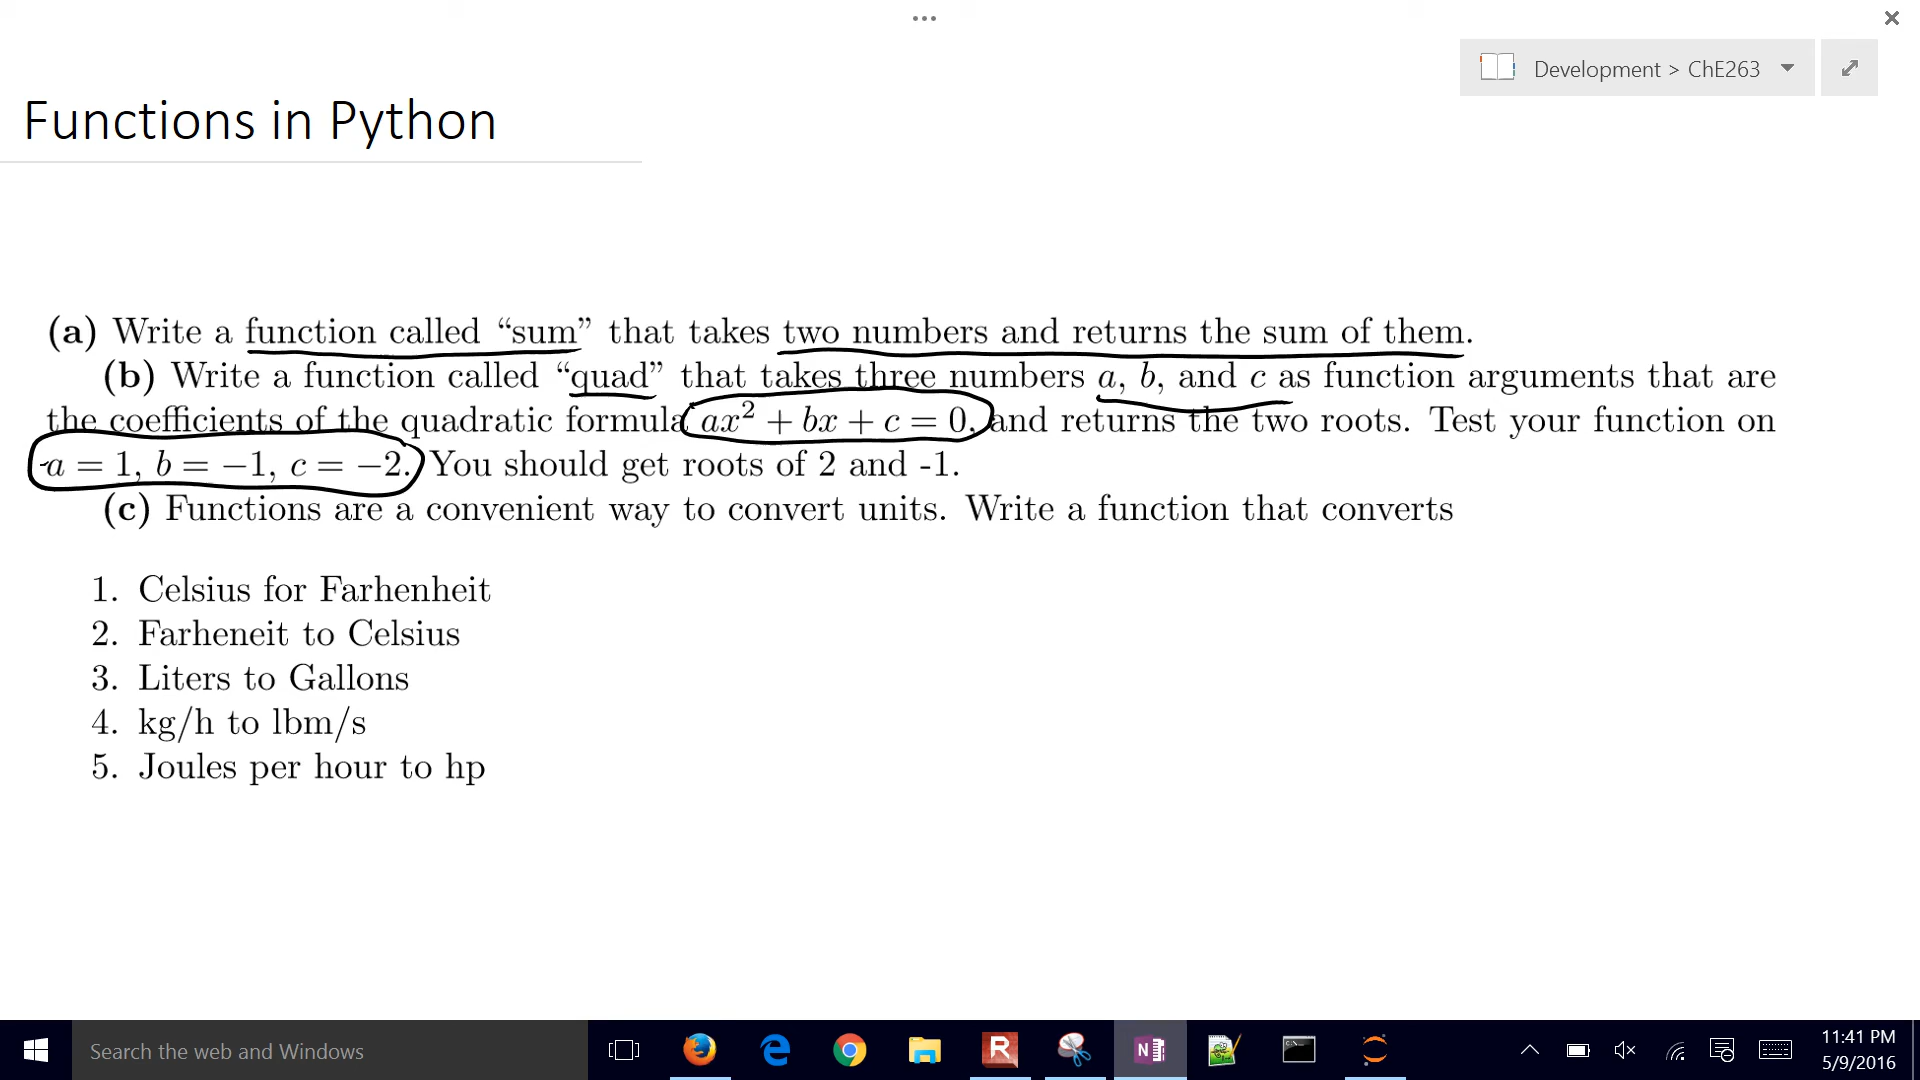 Development > ChE263
Functions in Python
(a) Write a function called “sum” that takes two numbers and returns the sum of them.
(b) Write a function called “quad” that takes three numbers a, b, and c as function arguments that are
the coefficients of the quadratic formula ax² + bx + c = 0, and returns the two roots. Test your function on
a = 1, b = −1, c = −2. You should get roots of 2 and -1.
(c) Functions are a convenient way to convert units. Write a function that converts
1. Celsius for Farhenheit
2. Farheneit to Celsius
3. Liters to Gallons
4. kg/h to lbm/s
5. Joules per hour to hp
Search the web and Windows
11:41 PM
5/9/2016